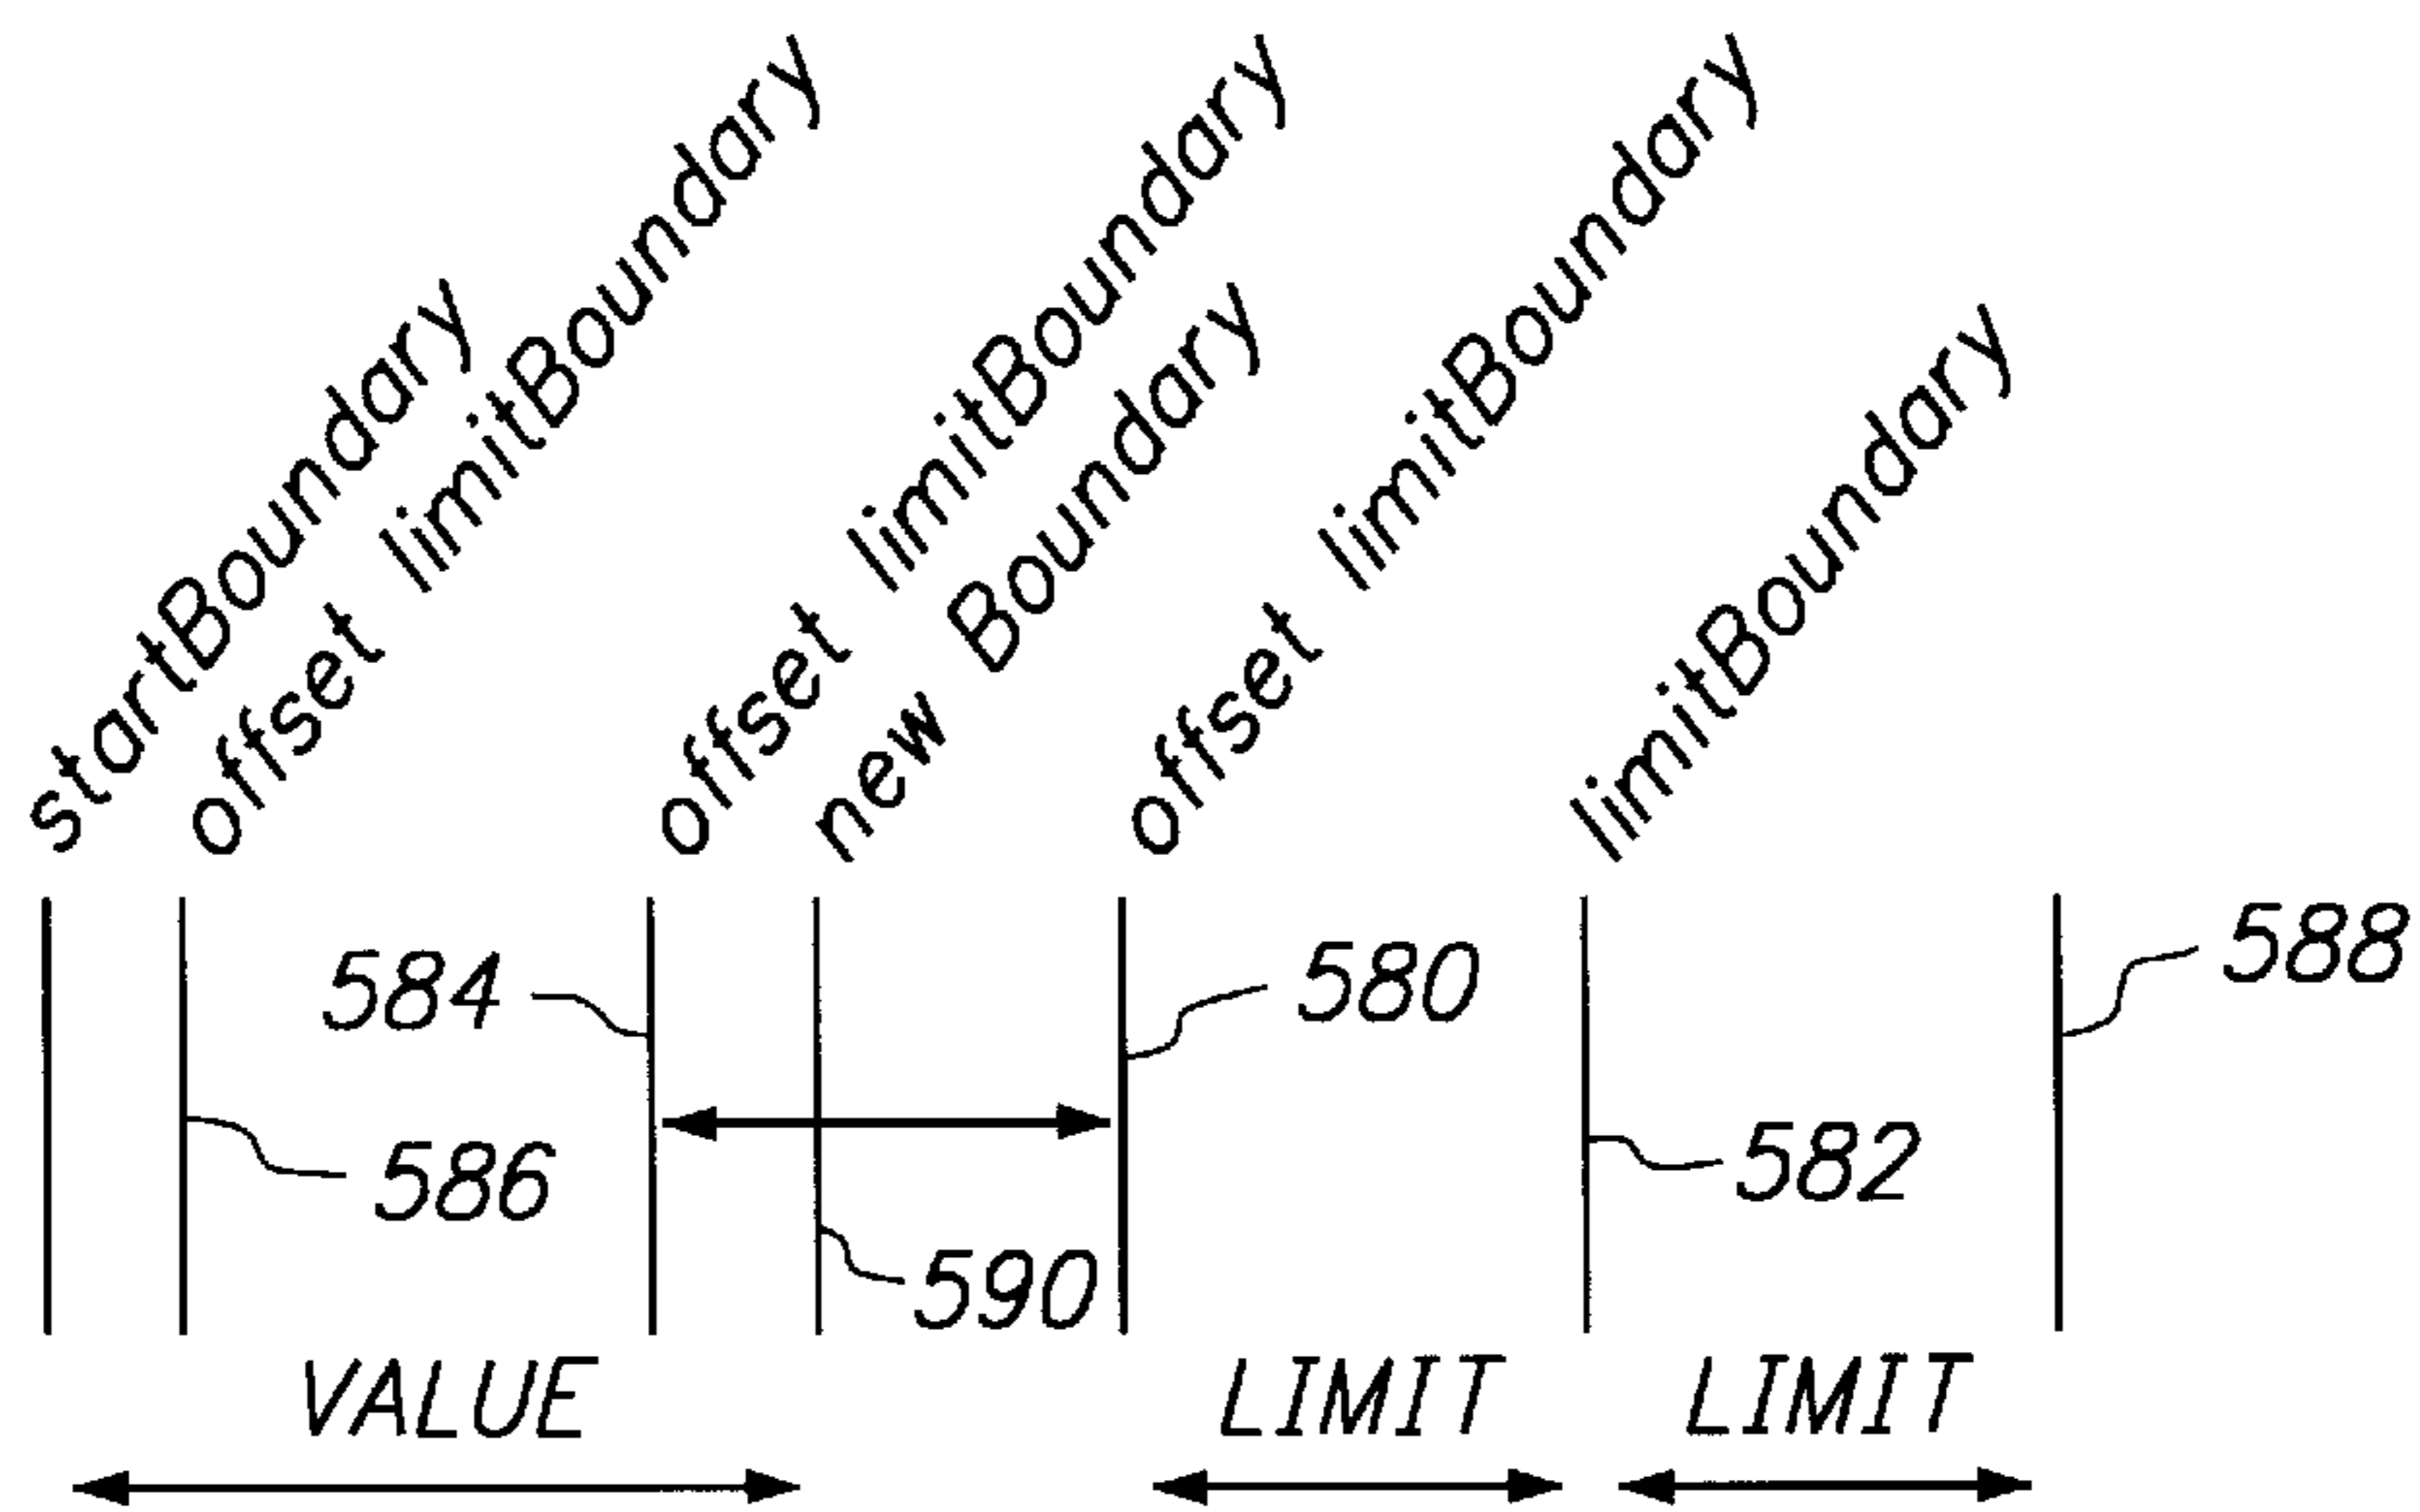 startBoundary
offset limitBoundary
offset limitBoundary
new Boundary
offset limitBoundary
limitBoundary
584
580
588
586
582
590
VALUE
LIMIT
LIMIT